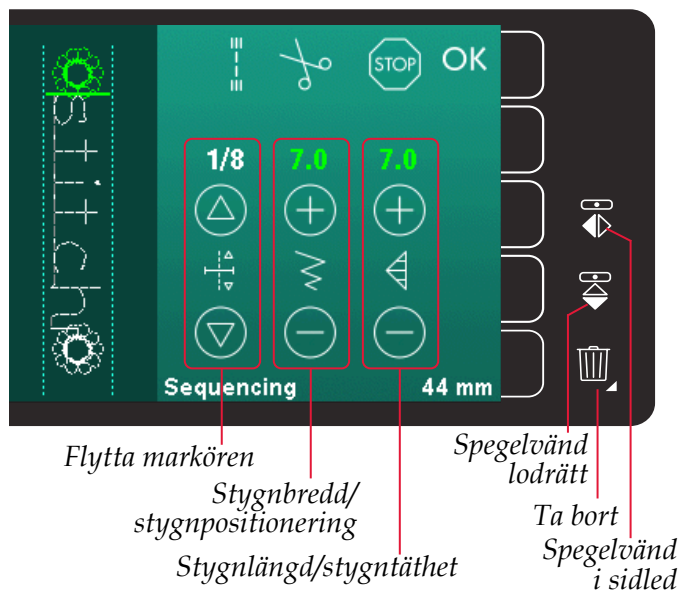 STOP OK
1/8 7.0 7.0
stitch
Sequencing 44 mm
Flytta markören
Stygnbredd/
stygnpositionering
Stygnlängd/stygntäthet
Spegelvänd
lodrätt
Ta bort
Spegelvänd
i sidled